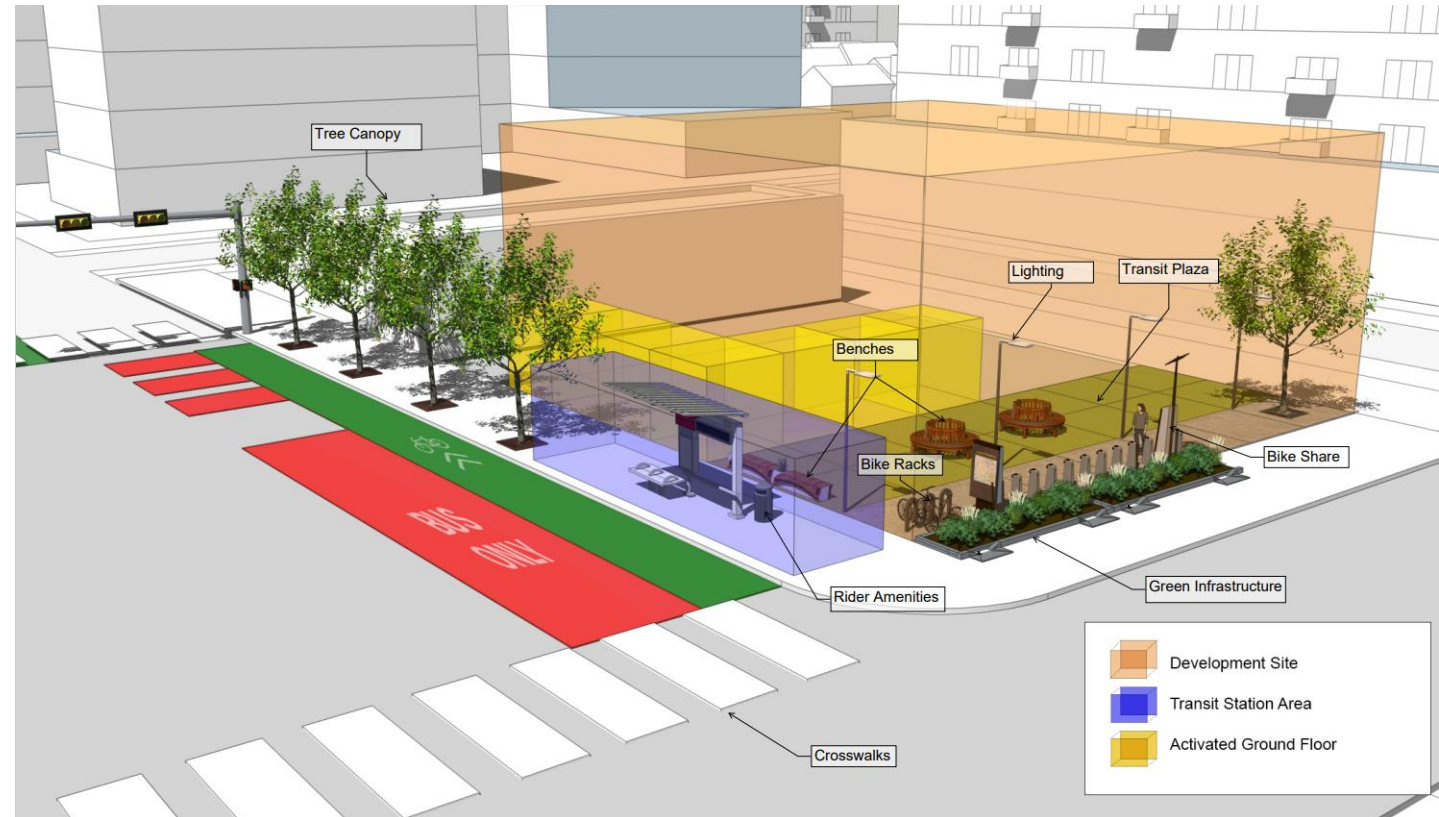 Tree Canopy
Lighting
Transit Plaza
Benches
Bike Racks
Bike Share
BUS
ONLY
Rider Amenities
Green Infrastructure
Crosswalks
Development Site
Transit Station Area
Activated Ground Floor